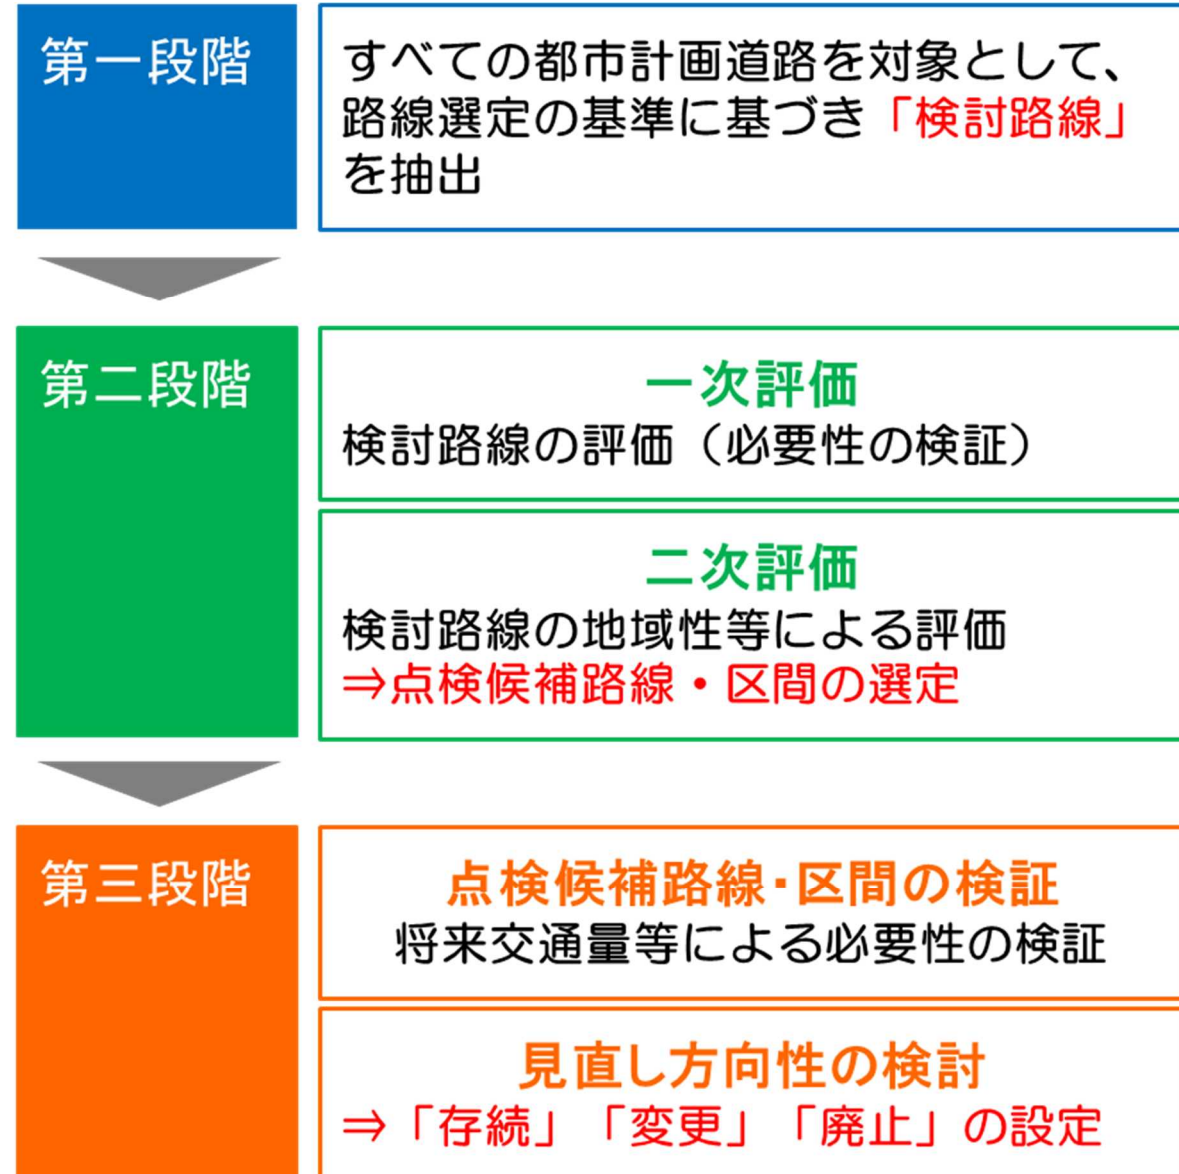 第一段階
すべての都市計画道路を対象として、
路線選定の基準に基づき「検討路線」
を抽出
第二段階
一次評価
検討路線の評価（必要性の検証）
二次評価
検討路線の地域性等による評価
⇒点検候補路線・区間の選定
第三段階
点検候補路線・区間の検証
将来交通量等による必要性の検証
見直し方向性の検討
⇒「存続」「変更」「廃止」の設定